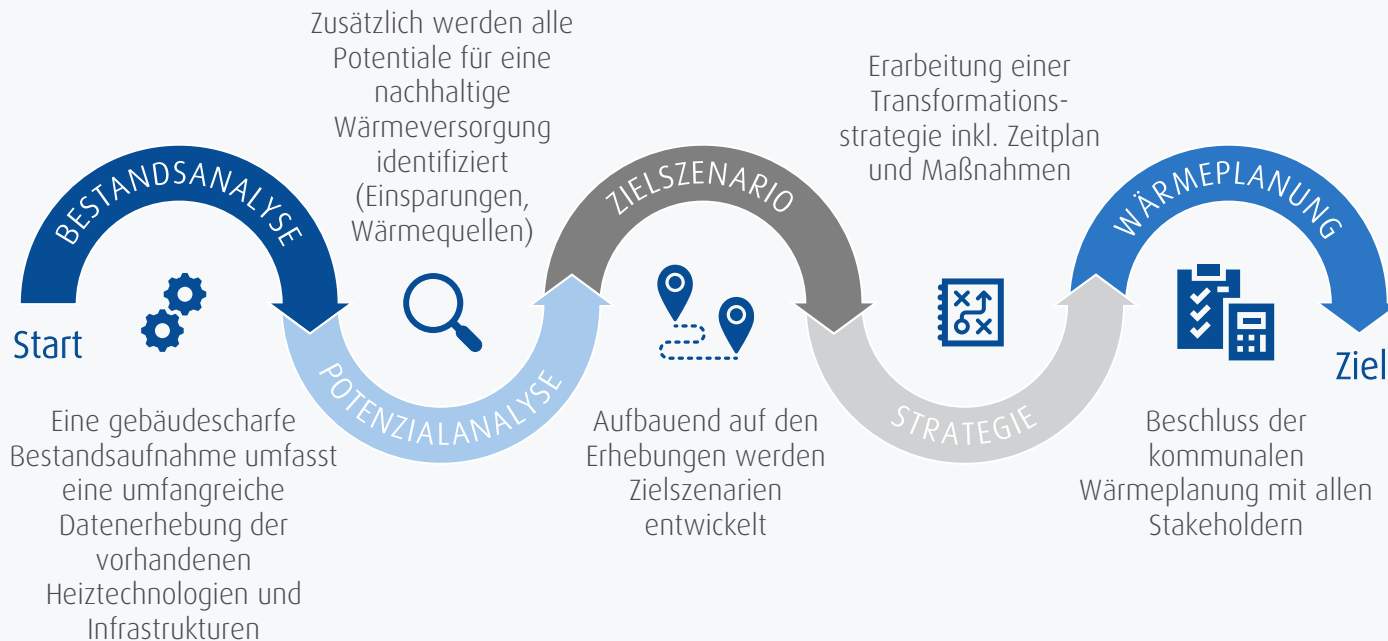 Start
BESTANDSANALYSE
Eine gebäudescharfe
Bestandsaufnahme umfasst
eine umfangreiche
Datenerhebung der
vorhandenen
Heiztechnologien und
Infrastrukturen
Zusätzlich werden alle
Potentiale für eine
nachhaltige
Wärmeversorgung
identifiziert
(Einsparungen,
Wärmequellen)
POTENZIALANALYSE
ZIELSZENARIO
Aufbauend auf den
Erhebungen werden
Zielszenarien
entwickelt
Erarbeitung einer
Transformations-
strategie inkl. Zeitplan
und Maßnahmen
STRATEGIE
WÄRMEPLANUNG
Beschluss der
kommunalen
Wärmeplanung mit allen
Stakeholdern
Ziel